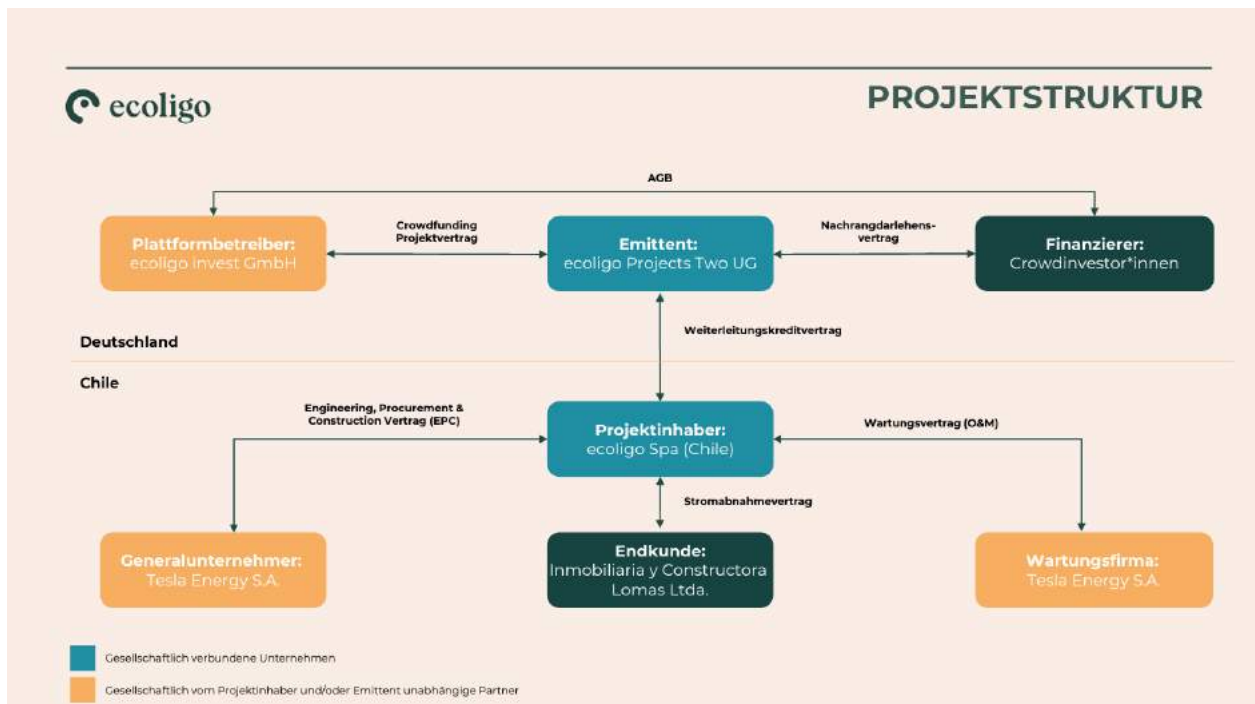 ecoligo
PROJEKTSTRUKTUR
AGB
Plattformbetreiber:
ecoligo invest GmbH
Crowdfunding
Projektvertrag
Emittent:
ecoligo Projects Two UG
Nachrangdarlehens-
vertrag
Finanzierer:
Crowdinvestor*innen
Weiterleitungskreditvertrag
Deutschland
Chile
Engineering, Procurement &
Construction Vertrag (EPC)
Projektinhaber:
ecoligo Spa (Chile)
Wartungsvertrag (O&M)
Stromabnahmevertrag
Generalunternehmer:
Tesla Energy S.A.
Endkunde:
Inmobiliaria y Constructora
Lomas Ltda.
Wartungsfirma:
Tesla Energy S.A.
Gesellschaftlich verbundene Unternehmen
Gesellschaftlich vom Projektinhaber und/oder Emittent unabhängige Partner